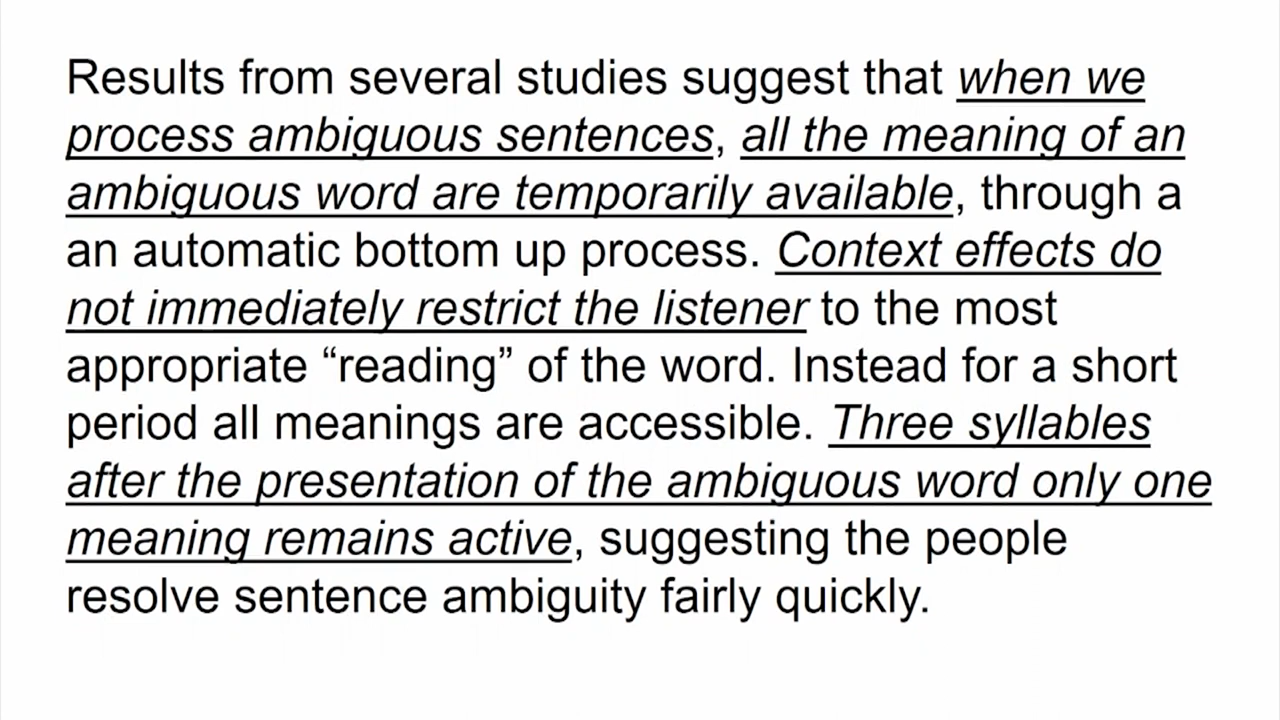 Results from several studies suggest that when we
process ambiguous sentences, all the meaning of an
ambiguous word are temporarily available, through a
an automatic bottom up process. Context effects do
not immediately restrict the listener to the most
appropriate “reading” of the word. Instead for a short
period all meanings are accessible. Three syllables
after the presentation of the ambiguous word only one
meaning remains active, suggesting the people
resolve sentence ambiguity fairly quickly.